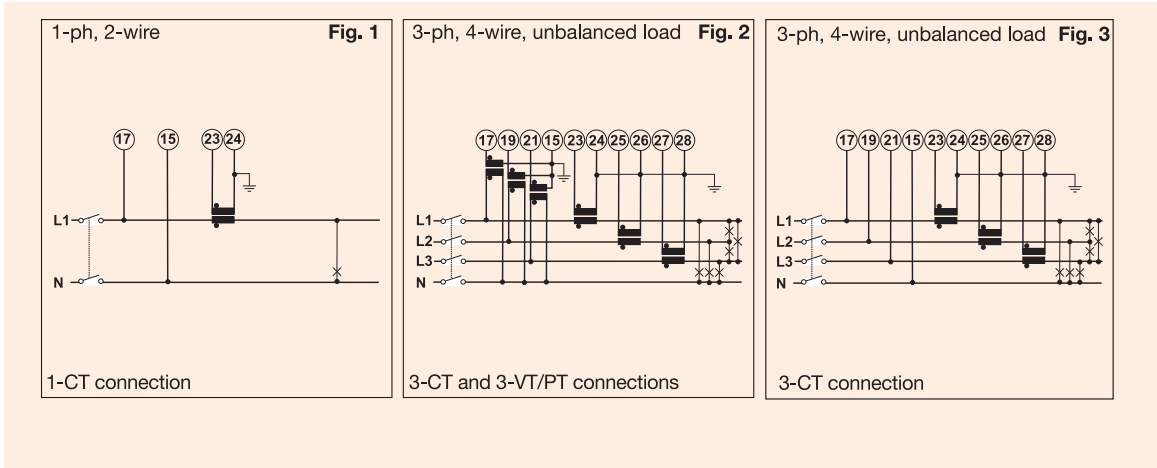 1-ph, 2-wire Fig. 1
17 15 23 24
L1
N
1-CT connection
3-ph, 4-wire, unbalanced load Fig. 2
17 19 21 15 23 24 25 26 27 28
L1
L2
L3
N
3-CT and 3-VT/PT connections
3-ph, 4-wire, unbalanced load Fig. 3
17 19 21 15 23 24 25 26 27 28
L1
L2
L3
N
3-CT connection